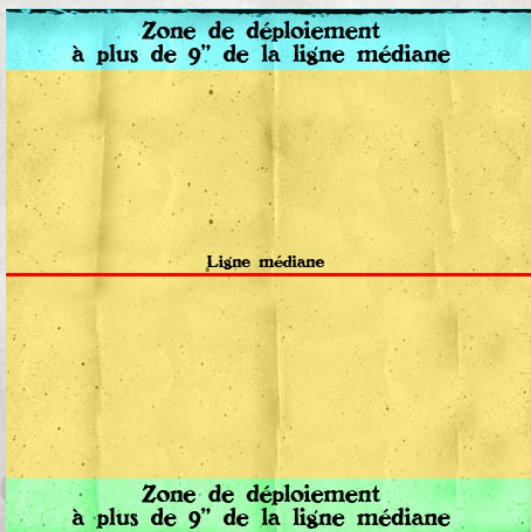 Zone de déploiement
à plus de 9” de la ligne médiane
Ligne médiane
Zone de déploiement
à plus de 9” de la ligne médiane